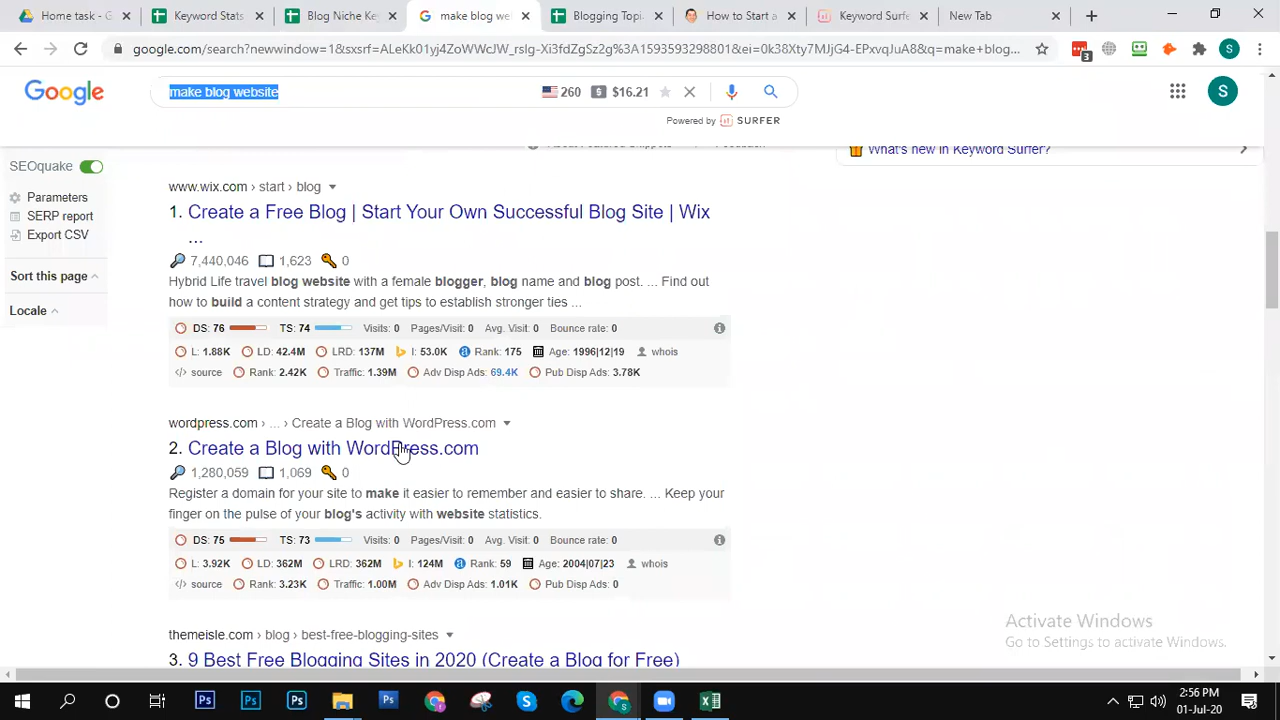 Home task - G
Keyword Stats
Blog Niche Ke
make blog we
Blogging Topi
How to Start a
Keyword Surfe
New Tab
google.com/search?newwindow=1&sxsrf=ALeKk01yj4ZoWWcJW_rsIg-Xi3fdZgSz2g%3A1593593298801&ei=0k38Xty7MJjG4-EPxvqJuA8&q=make+blog...
3
S
Google
make blog website
260
$16.21
S
Powered by SURFER
SEOquake
What's new in Keyword Surfer?
Parameters
SERP report
Export CSV
Sort this page
Locale
www.wix.com › start › blog
1. Create a Free Blog | Start Your Own Successful Blog Site | Wix
...
7,440,046 1,623 0
Hybrid Life travel blog website with a female blogger, blog name and blog post. ... Find out
how to build a content strategy and get tips to establish stronger ties ...
DS: 76 TS: 74 Visits: 0 Pages/Visit: 0 Avg. Visit: 0 Bounce rate: 0
L: 1.88K LD: 42.4M LRD: 137M I: 53.0K Rank: 175 Age: 1996|12|19 whois
source Rank: 2.42K Traffic: 1.39M Adv Disp Ads: 69.4K Pub Disp Ads: 3.78K
wordpress.com › ... › Create a Blog with WordPress.com
2. Create a Blog with WordPress.com
1,280,059 1,069 0
Register a domain for your site to make it easier to remember and easier to share. ... Keep your
finger on the pulse of your blog's activity with website statistics.
DS: 75 TS: 73 Visits: 0 Pages/Visit: 0 Avg. Visit: 0 Bounce rate: 0
L: 3.92K LD: 362M LRD: 362M I: 124M Rank: 59 Age: 2004|07|23 whois
source Rank: 3.23K Traffic: 1.00M Adv Disp Ads: 1.01K Pub Disp Ads: 0
Activate Windows
Go to Settings to activate Windows.
themeisle.com › blog › best-free-blogging-sites
3. 9 Best Free Blogging Sites in 2020 (Create a Blog for Free)
2:56 PM
01-Jul-20